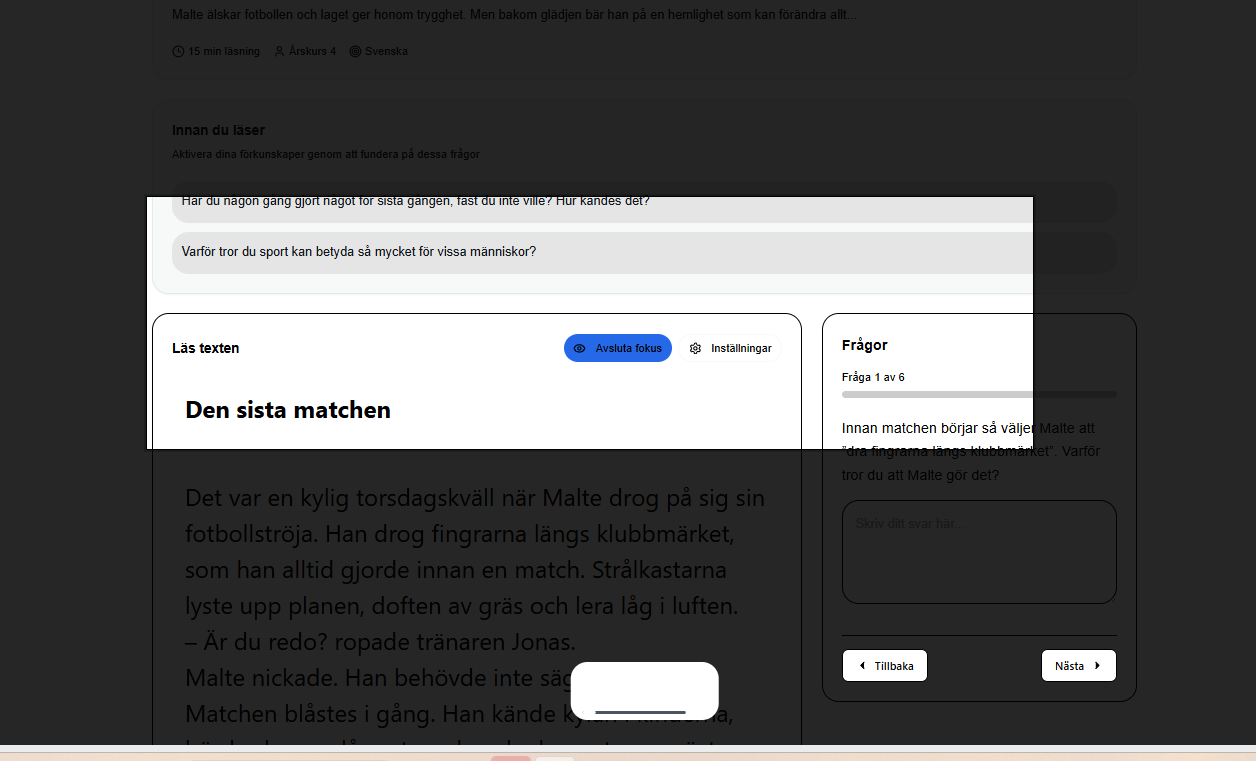 Malte älskar fotbollen och laget ger honom trygghet. Men bakom glädjen bär han på en hemlighet som kan förändra allt...
15 min läsning Årskurs 4 Svenska
Innan du läser
Aktivera dina förkunskaper genom att fundera på dessa frågor
Har du någon gång gjort något för sista gången, fast du inte ville? Hur kändes det?
Varför tror du sport kan betyda så mycket för vissa människor?
Läs texten
Avsluta fokus
Inställningar
Den sista matchen
Det var en kylig torsdagskväll när Malte drog på sig sin
fotbollströja. Han drog fingrarna längs klubbmärket,
som han alltid gjorde innan en match. Strålkastarna
lyste upp planen, doften av gräs och lera låg i luften.
– Är du redo? ropade tränaren Jonas.
Malte nickade. Han behövde inte säg
Matchen blåstes i gång. Han kände
Frågor
Fråga 1 av 6
Innan matchen börjar så väljer Malte att
"dra fingrarna längs klubbmärket". Varför
tror du att Malte gör det?
Skriv ditt svar här...
Tillbaka
Nästa